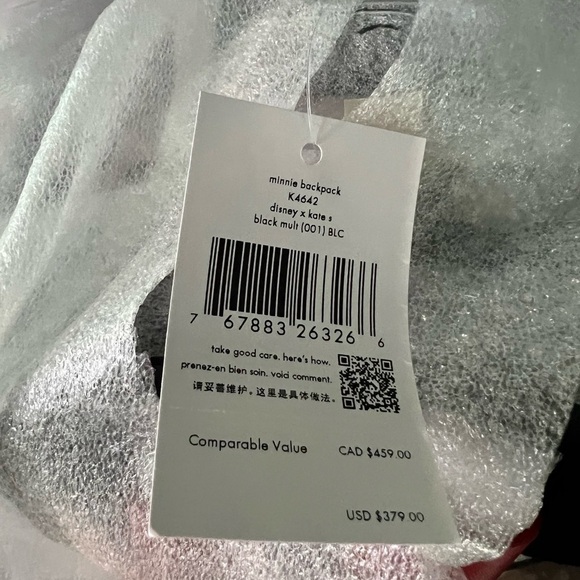 minnie backpack
K4642
disney x kate s
black mult (001) BLC
7 67883 26326 6
take good care. here's how.
prenez-en bien soin. void comment.
请妥善维护。这里是具体做法。
Comparable Value CAD $459.00
USD $379.00